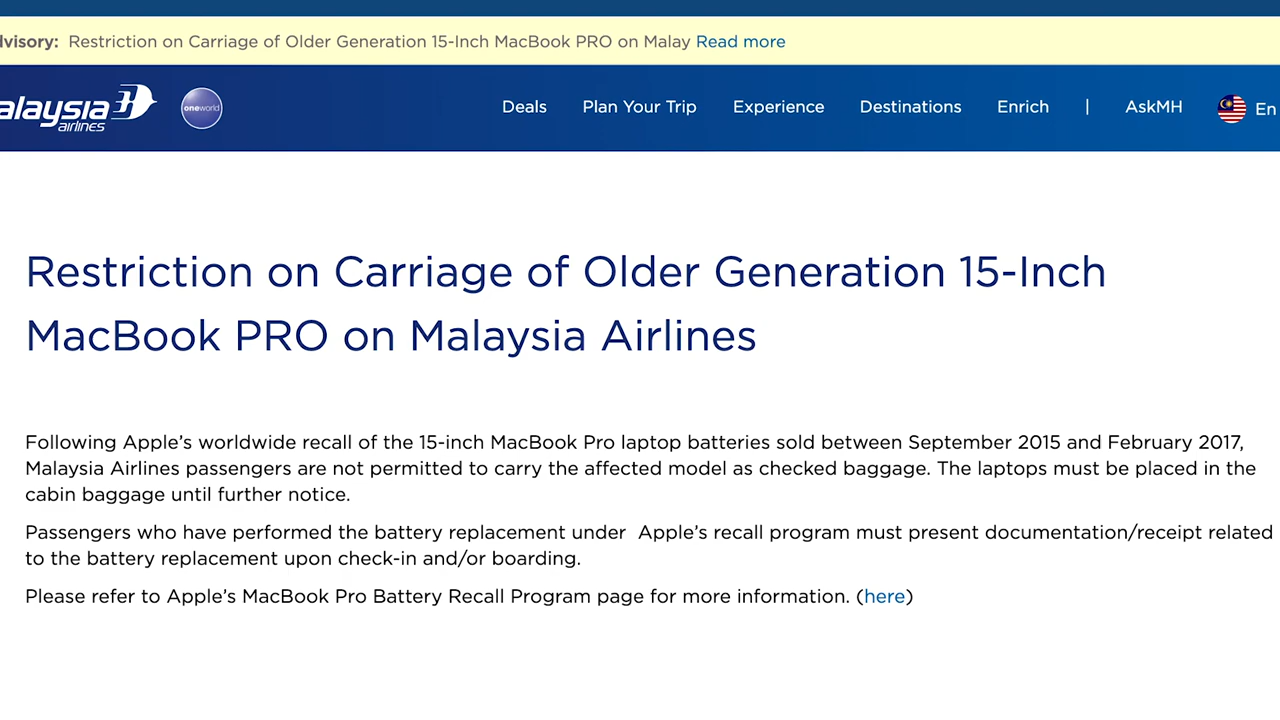 dvisory: Restriction on Carriage of Older Generation 15-Inch MacBook PRO on Malay Read more
alaysia
airlines
oneworld
Deals Plan Your Trip Experience Destinations Enrich | AskMH En
Restriction on Carriage of Older Generation 15-Inch
MacBook PRO on Malaysia Airlines
Following Apple’s worldwide recall of the 15-inch MacBook Pro laptop batteries sold between September 2015 and February 2017,
Malaysia Airlines passengers are not permitted to carry the affected model as checked baggage. The laptops must be placed in the
cabin baggage until further notice.
Passengers who have performed the battery replacement under  Apple’s recall program must present documentation/receipt related
to the battery replacement upon check-in and/or boarding.
Please refer to Apple’s MacBook Pro Battery Recall Program page for more information. (here)